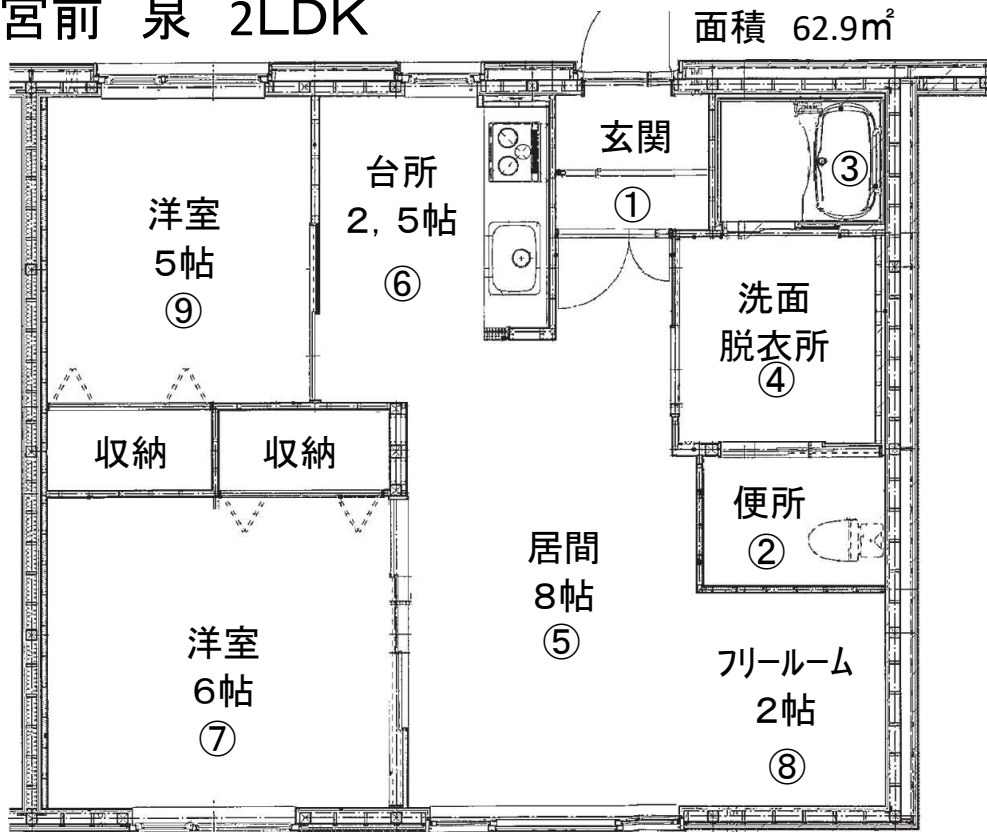 宮前 泉 2LDK
面積 62.9㎡
玄関
①
③
台所
2,5帖
⑥
洋室
5帖
⑨
洗面
脱衣所
④
収納
収納
便所
②
居間
8帖
⑤
洋室
6帖
⑦
フリールーム
2帖
⑧